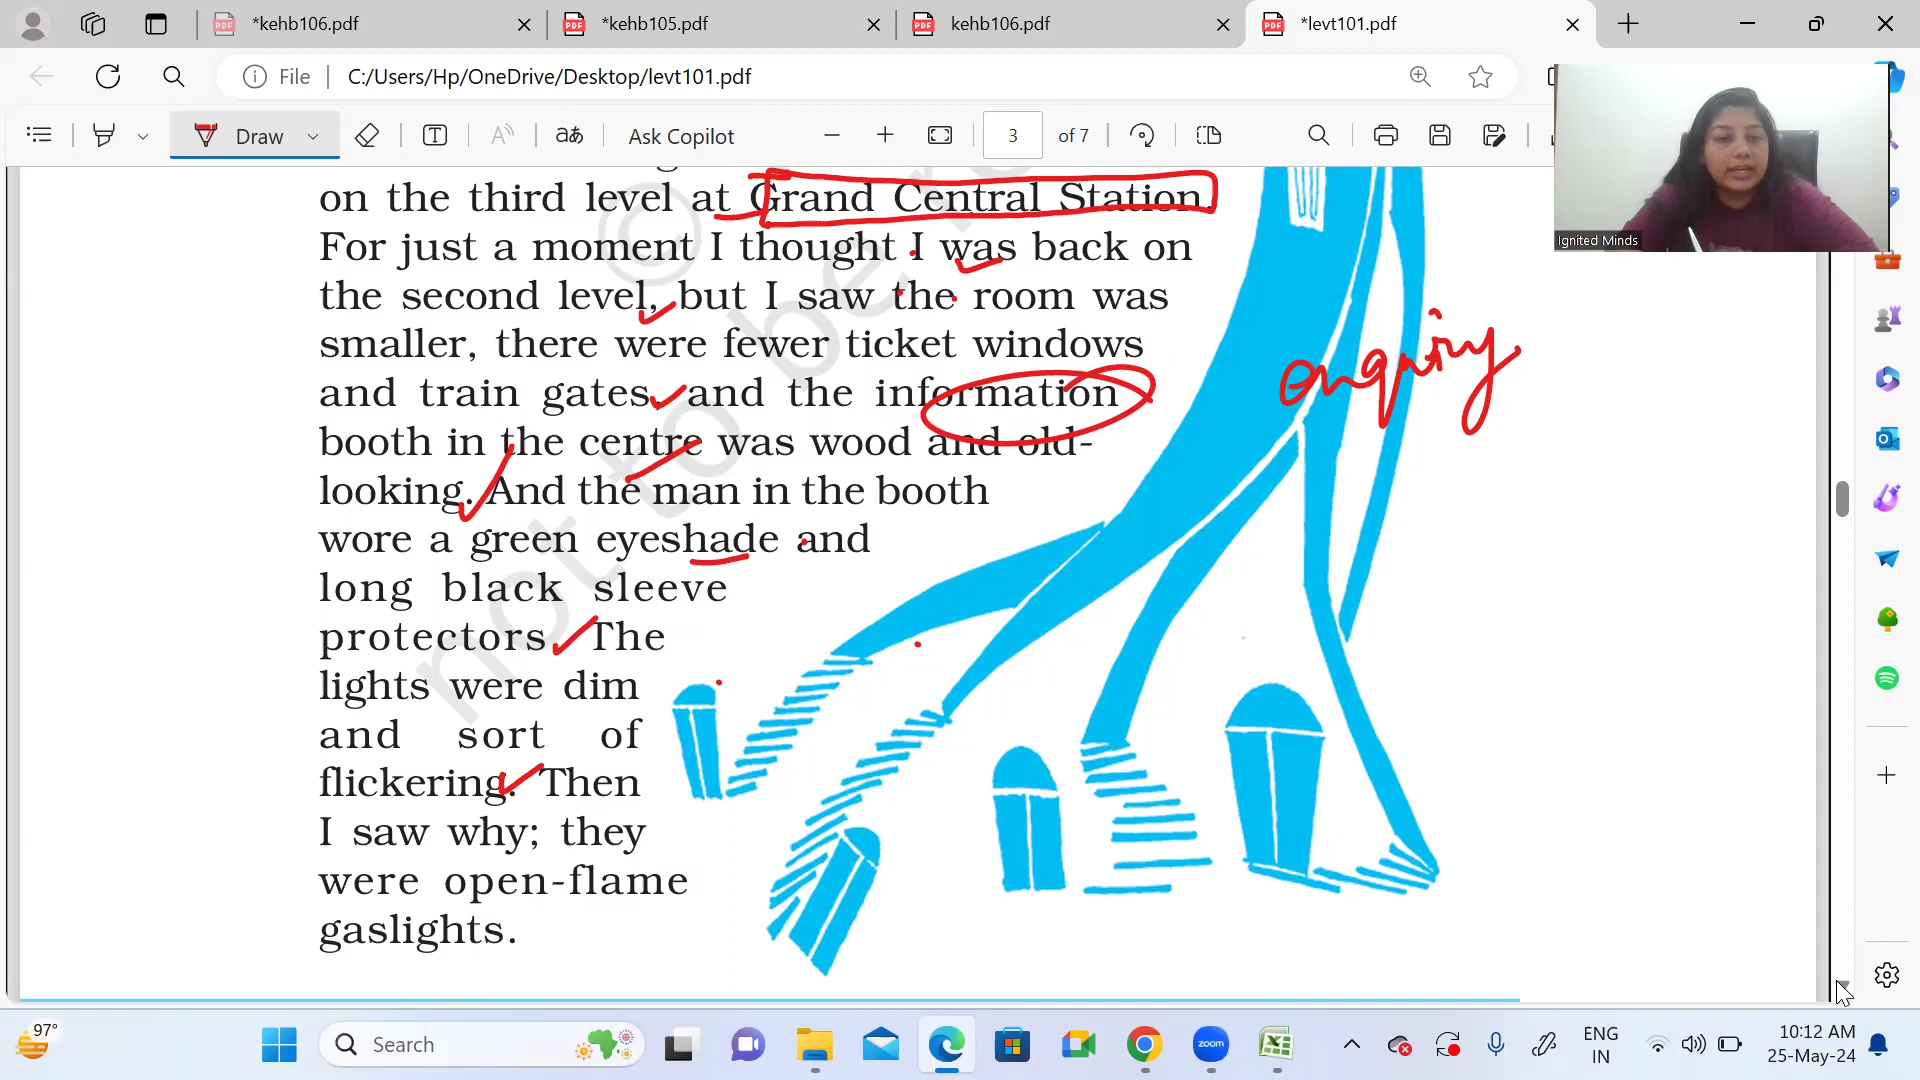 *kehb106.pdf
*kehb105.pdf
kehb106.pdf
*levt101.pdf
File
C:/Users/Hp/OneDrive/Desktop/levt101.pdf
Draw
Ask Copilot
3 of 7
Ignited Minds
on the third level at Grand Central Station.
For just a moment I thought I was back on
the second level, but I saw the room was
smaller, there were fewer ticket windows
and train gates, and the information
booth in the centre was wood and old-
looking. And the man in the booth
wore a green eyeshade and
long black sleeve
protectors. The
lights were dim
and sort of
flickering. Then
I saw why; they
were open-flame
gaslights.
enquiry
©
not to be re
97°
Search
zoom
ENG
IN
10:12 AM
25-May-24